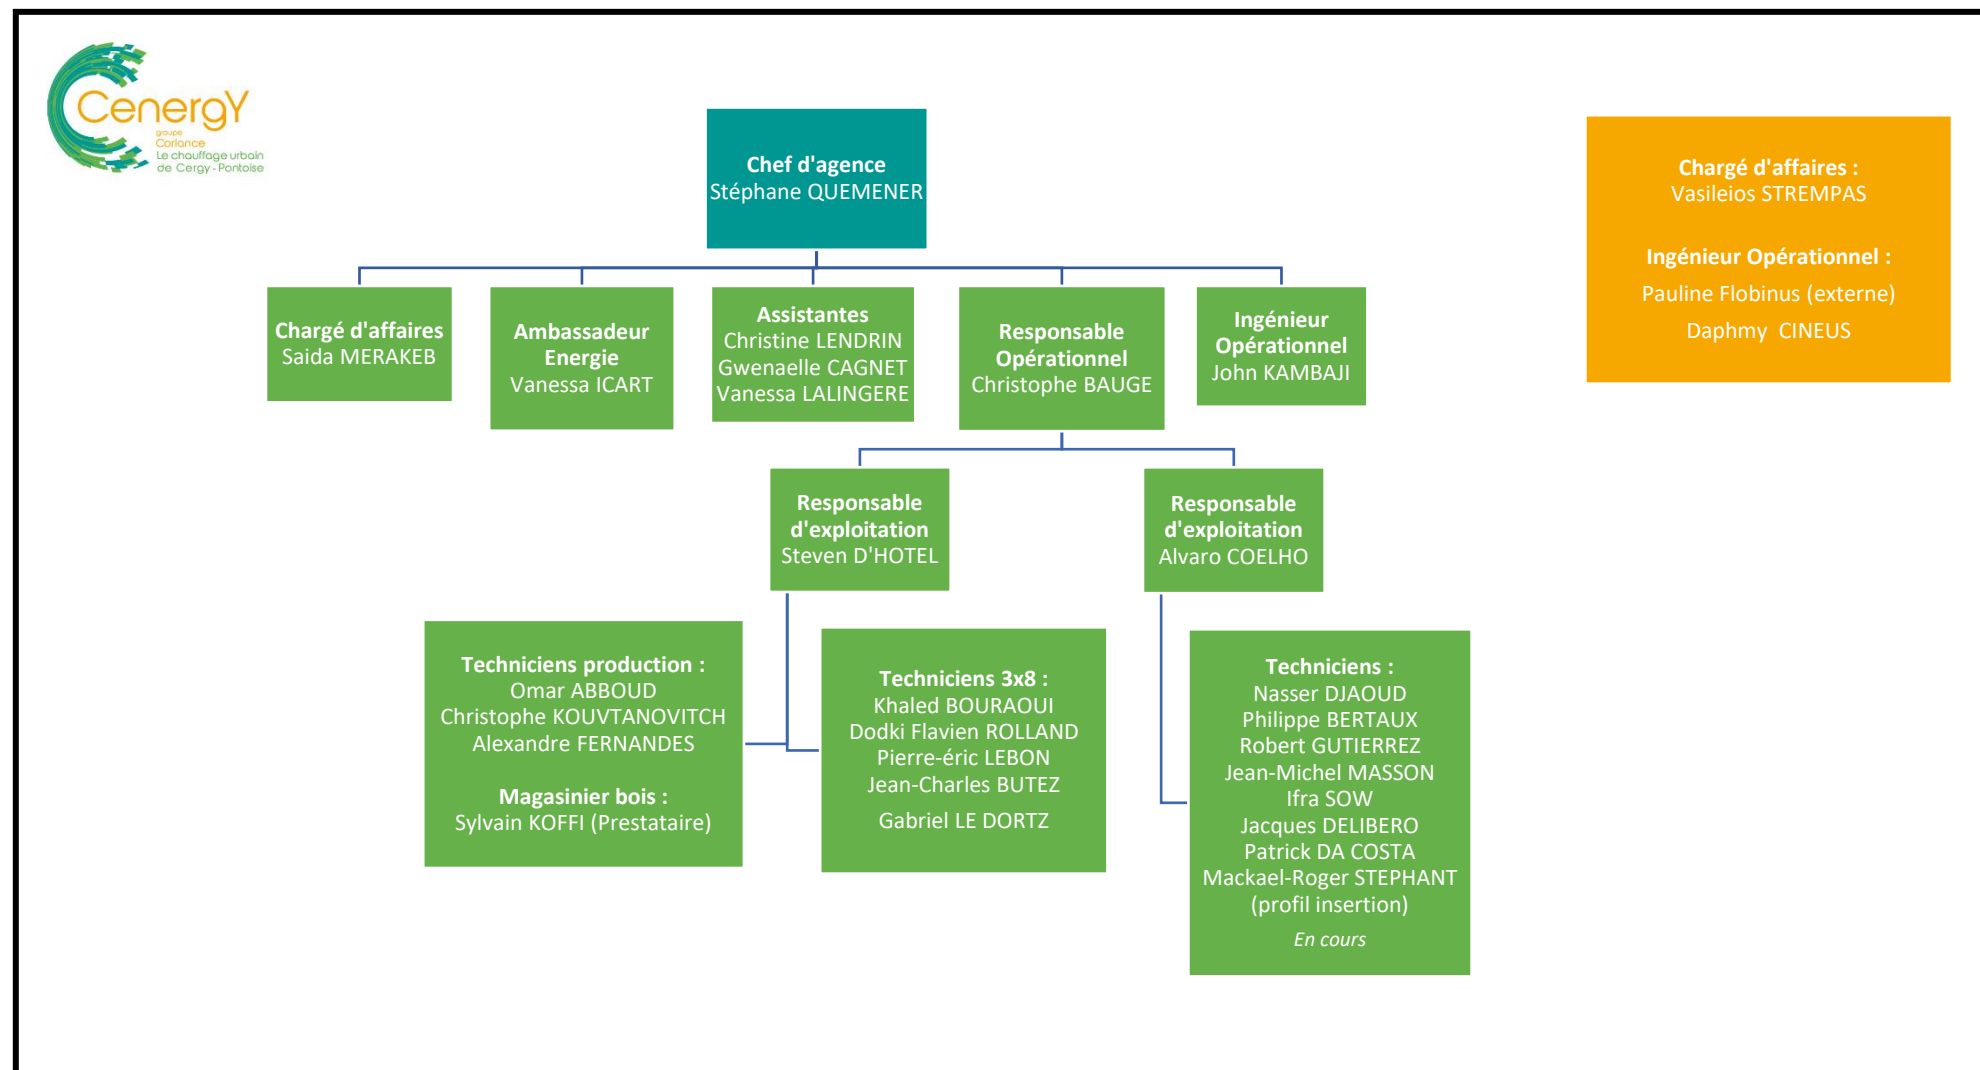 CenergY
groupe
Coriance
Le chauffage urbain
de Cergy - Pontoise
Chef d'agence
Stéphane QUEMENER
Chargé d'affaires :
Vasileios STREMPAS
Ingénieur Opérationnel :
Pauline Flobinus (externe)
Daphmy CINEUS
Chargé d'affaires
Saida MERAKEB
Ambassadeur
Energie
Vanessa ICART
Assistantes
Christine LENDRIN
Gwenaelle CAGNET
Vanessa LALINGERE
Responsable
Opérationnel
Christophe BAUGE
Ingénieur
Opérationnel
John KAMBAJI
Responsable
d'exploitation
Steven D'HOTEL
Responsable
d'exploitation
Alvaro COELHO
Techniciens production :
Omar ABBOUD
Christophe KOUVTANOVITCH
Alexandre FERNANDES
Magasinier bois :
Sylvain KOFFI (Prestataire)
Techniciens 3x8 :
Khaled BOURAOUI
Dodki Flavien ROLLAND
Pierre-éric LEBON
Jean-Charles BUTEZ
Gabriel LE DORTZ
Techniciens :
Nasser DJAOUD
Philippe BERTAUX
Robert GUTIERREZ
Jean-Michel MASSON
Ifra SOW
Jacques DELIBERO
Patrick DA COSTA
Mackael-Roger STEPHANT
(profil insertion)
En cours